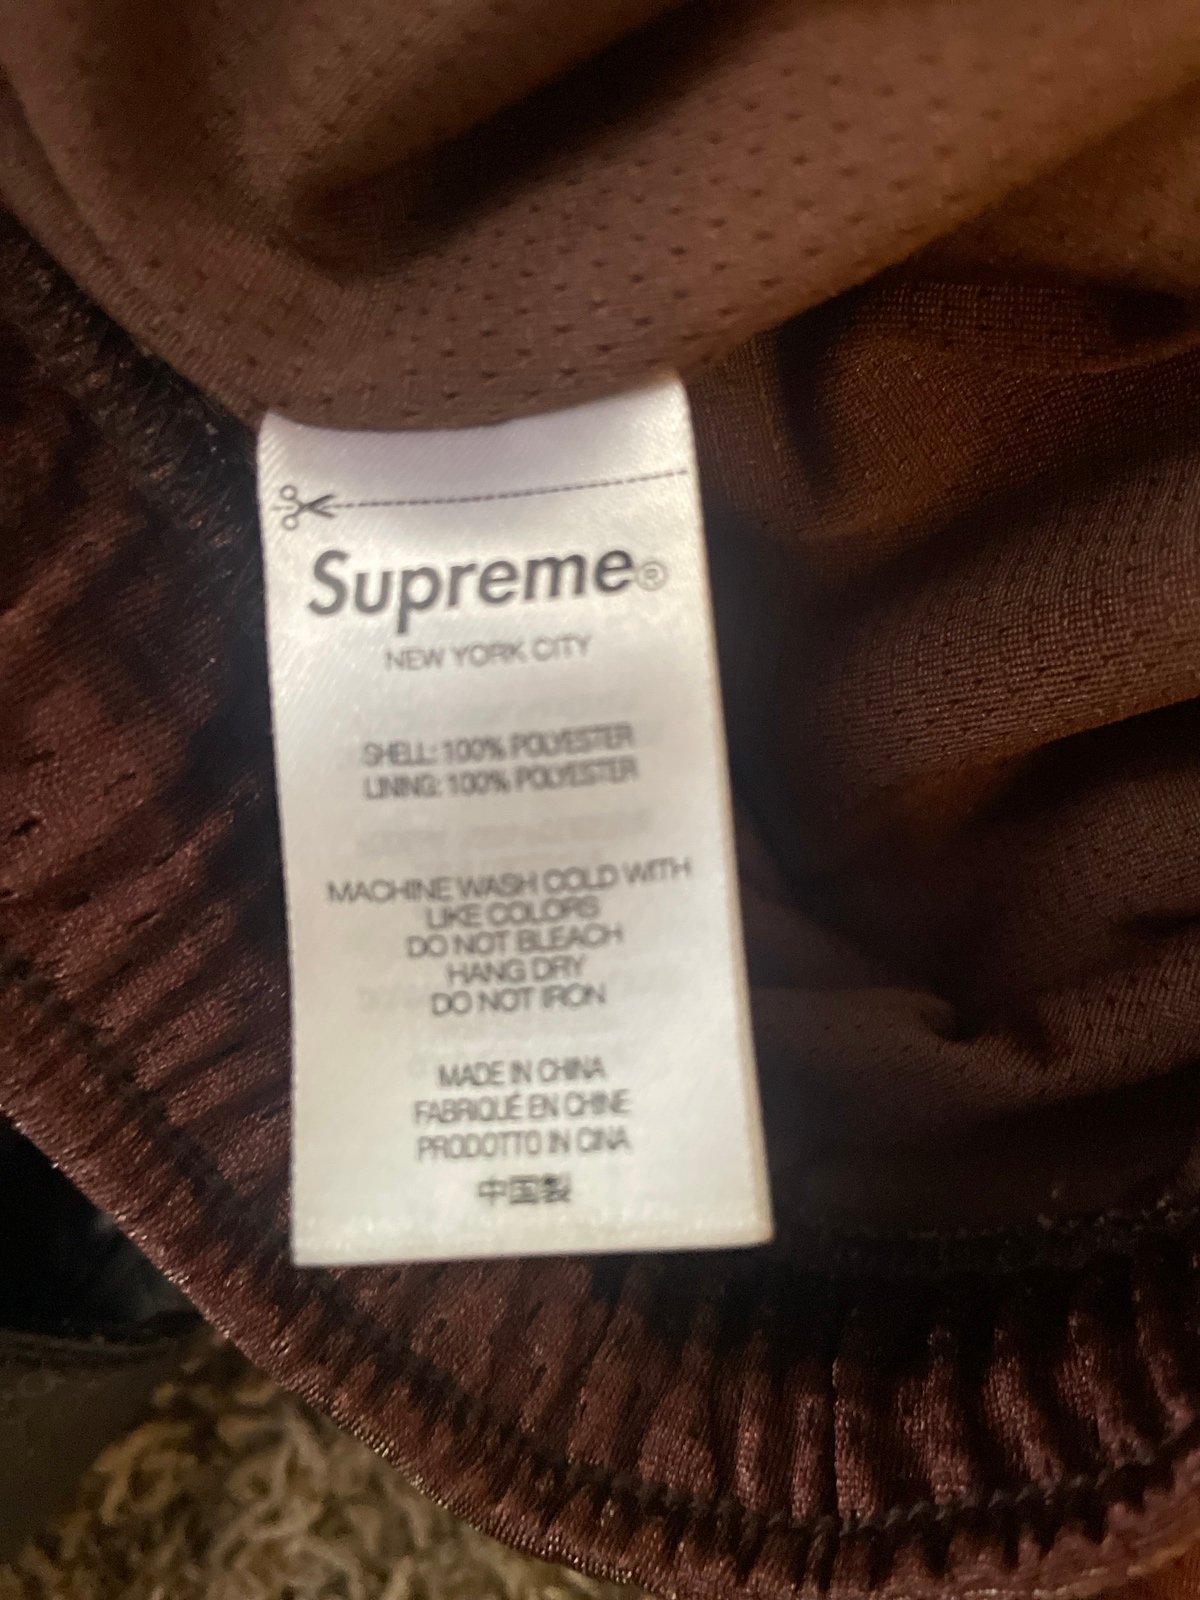 Supreme®
NEW YORK CITY
SHELL: 100% POLYESTER
LINING: 100% POLYESTER
MACHINE WASH COLD WITH
LIKE COLORS
DO NOT BLEACH
HANG DRY
DO NOT IRON
MADE IN CHINA
FABRIQUÉ EN CHINE
PRODOTTO IN CINA
中国製